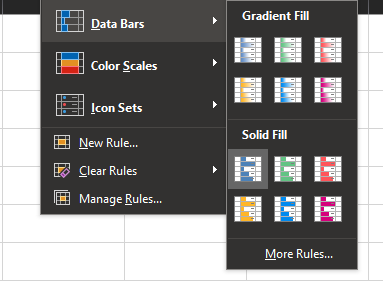 Data Bars
Color Scales
Icon Sets
New Rule...
Clear Rules
Manage Rules...
Gradient Fill
Solid Fill
More Rules...